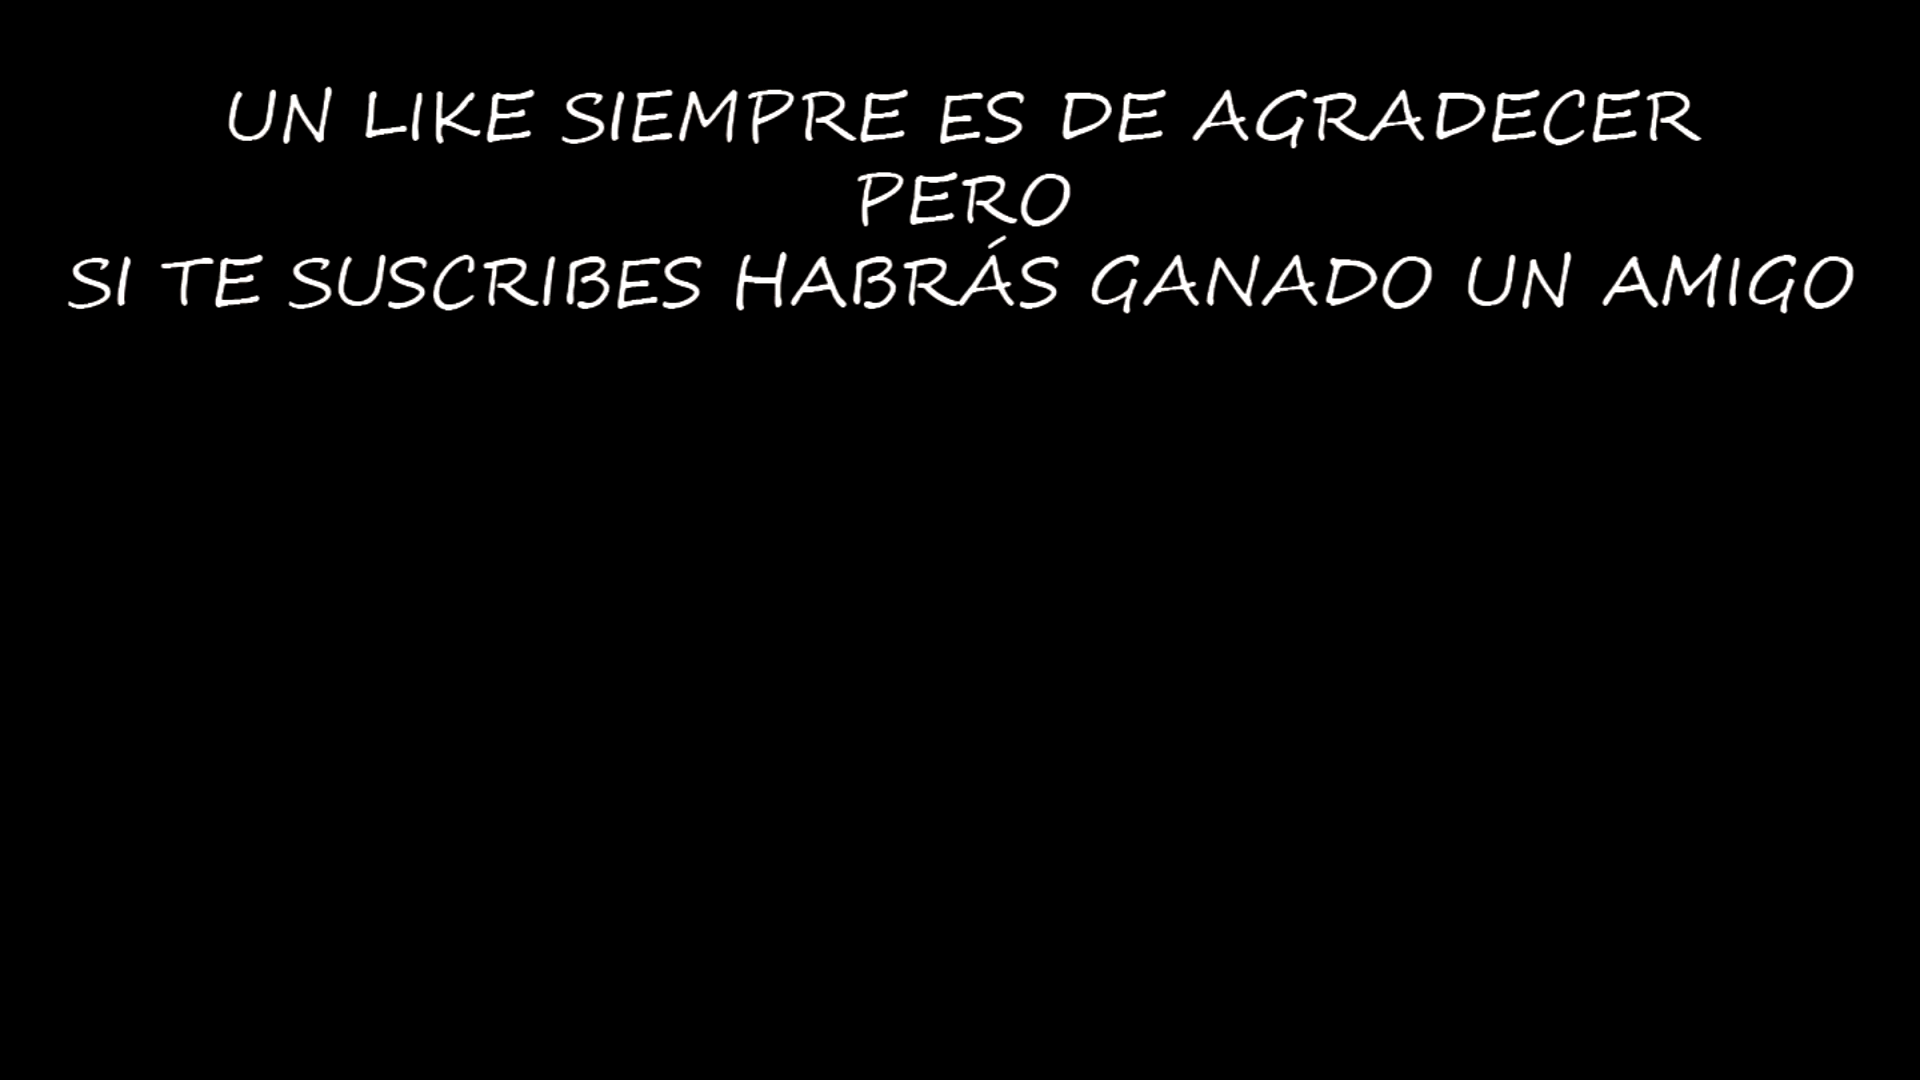 UN LIKE SIEMPRE ES DE AGRADECER
PERO
SI TE SUSCRIBES HABRÁS GANADO UN AMIGO